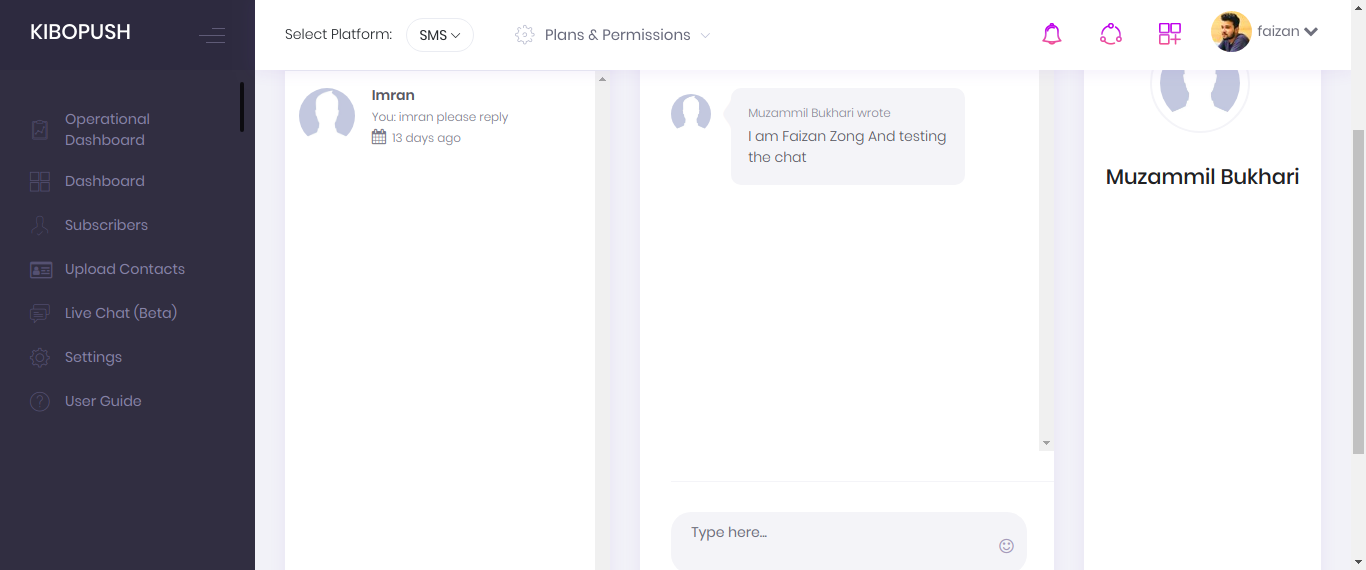 KIBOPUSH
Select Platform:
SMS
Plans & Permissions
faizan
Operational
Dashboard
Dashboard
Subscribers
Upload Contacts
Live Chat (Beta)
Settings
User Guide
Imran
You: imran please reply
13 days ago
Muzammil Bukhari wrote
I am Faizan Zong And testing
the chat
Type here...
Muzammil Bukhari